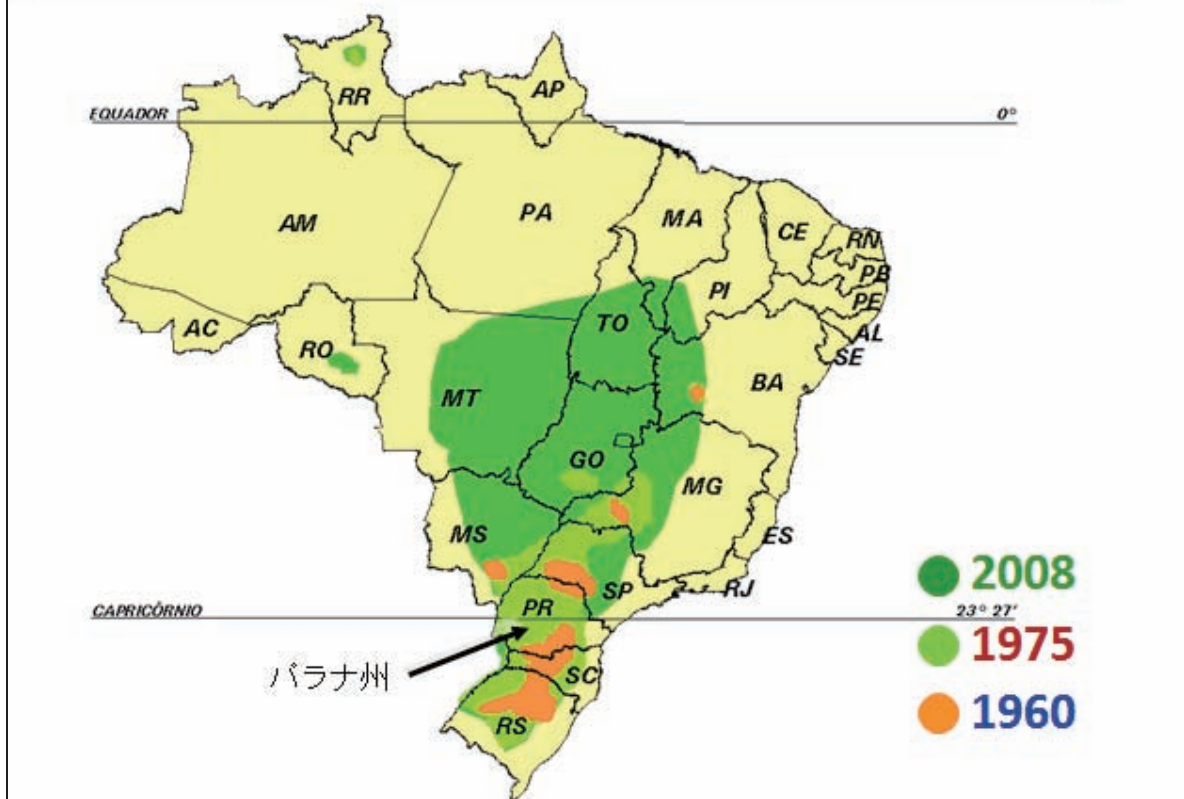 RR
AP
EQUADOR
0°
AM
PA
MA
CE
RN
PB
PI
PE
AC
TO
AL
RO
SE
MT
BA
GO
MG
MS
ES
2008
SP
RJ
CAPRICÓRNIO
23° 27'
PR
1975
パラナ州
SC
1960
RS